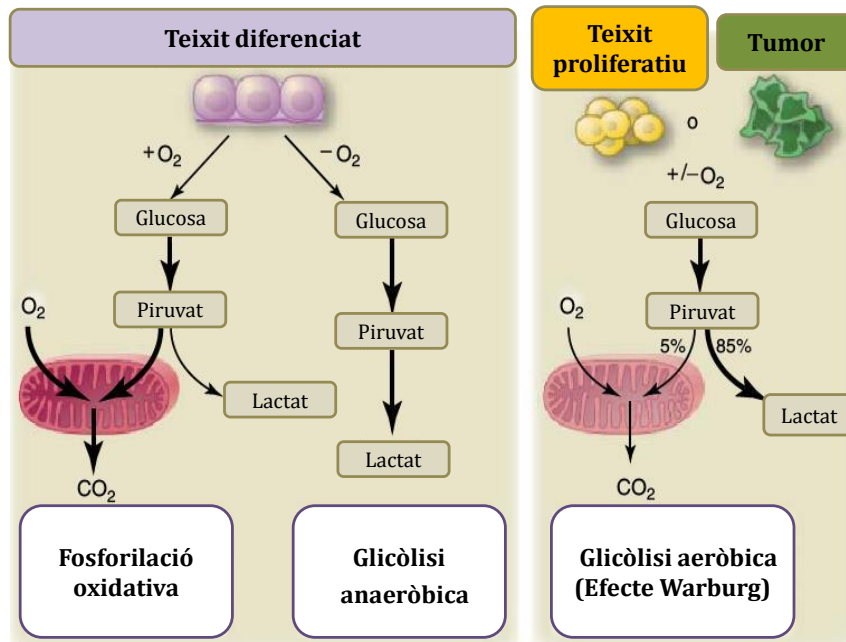 Teixit diferenciat
+O₂
−O₂
Glucosa
Piruvat
O₂
Lactat
CO₂
Glucosa
Piruvat
Lactat
Fosforilació
oxidativa
Glicòlisi
anaeròbica
Teixit
proliferatiu
Tumor
o
+/−O₂
Glucosa
Piruvat
O₂
5%
85%
Lactat
CO₂
Glicòlisi aeròbica
(Efecte Warburg)